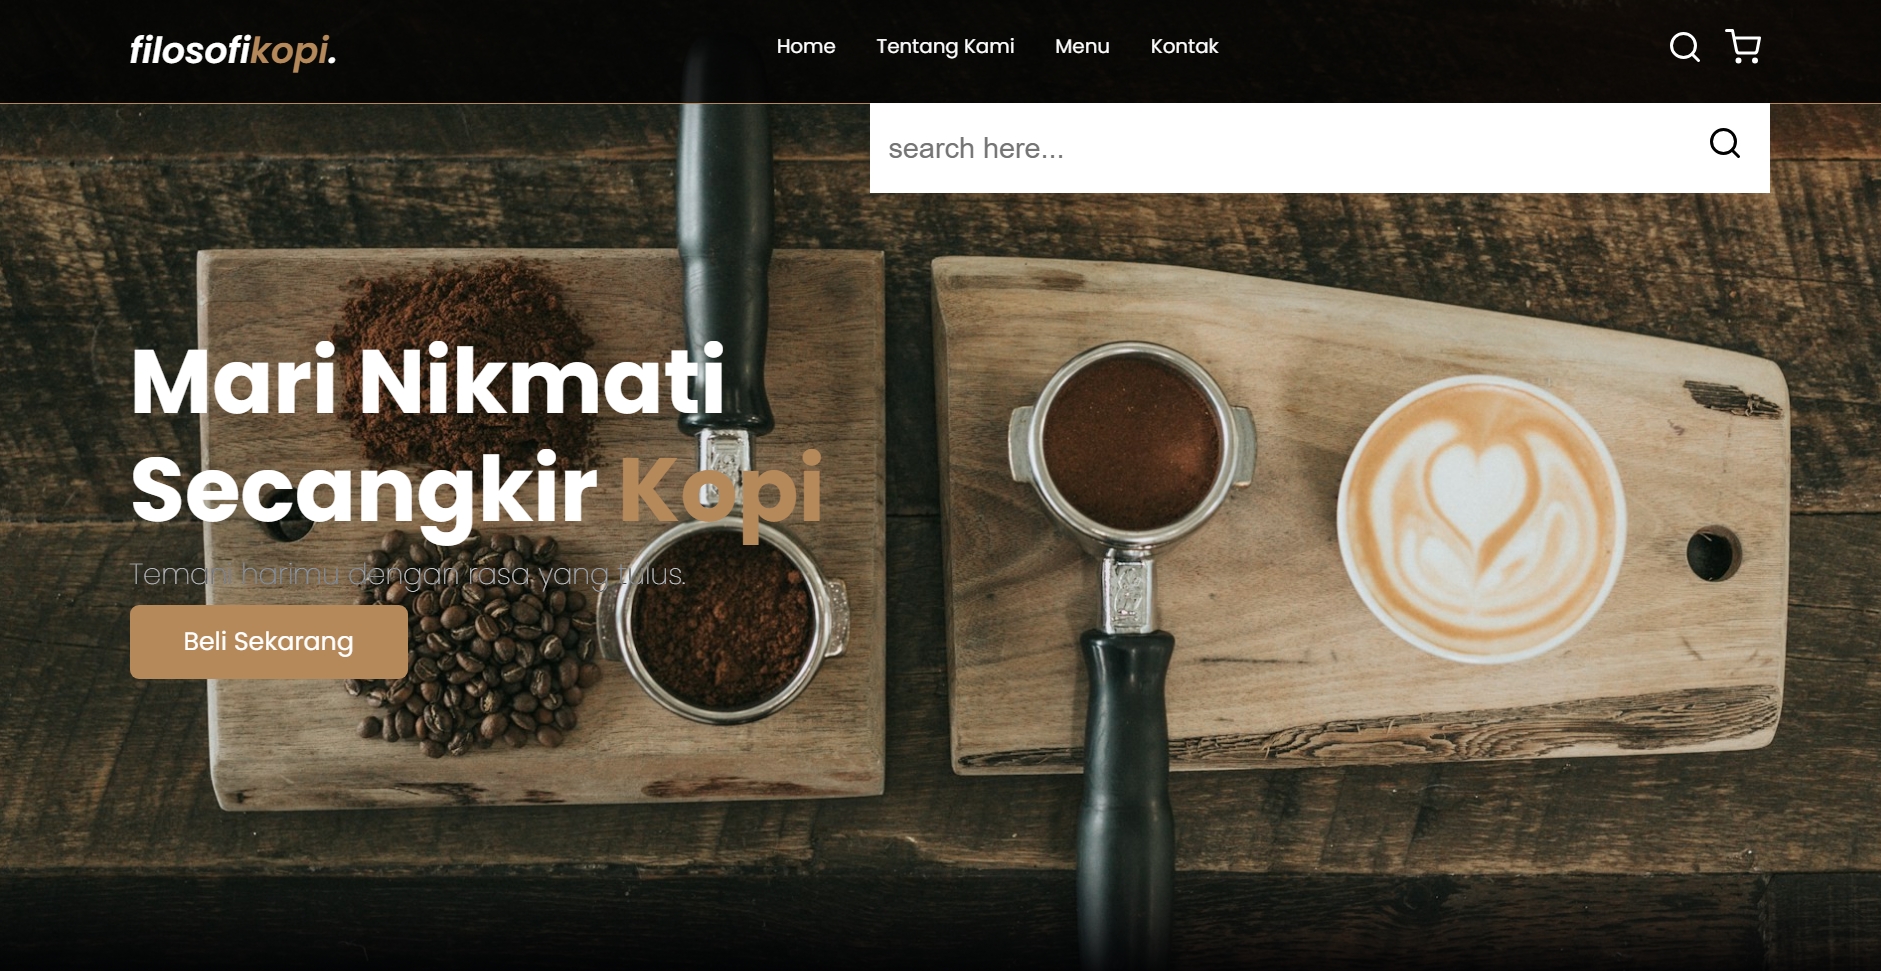 filosofikopi.
Home Tentang Kami Menu Kontak
search here...
Mari Nikmati
Secangkir Kopi
Temani harimu dengan rasa yang tulus.
Beli Sekarang